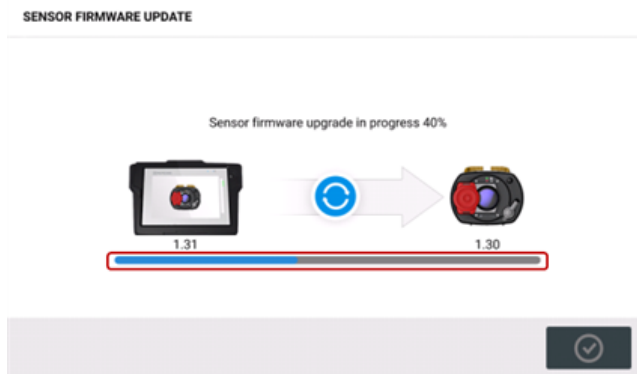 SENSOR FIRMWARE UPDATE
Sensor firmware upgrade in progress 40%
1.31
1.30